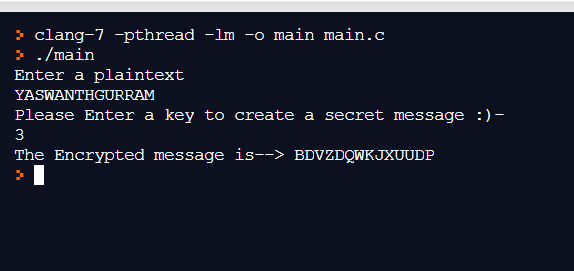 > clang-7 -pthread -lm -o main main.c
> ./main
Enter a plaintext
YASWANTHGURRAM
Please Enter a key to create a secret message :)-
3
The Encrypted message is--> BDVZDQWKJXUUDP
>